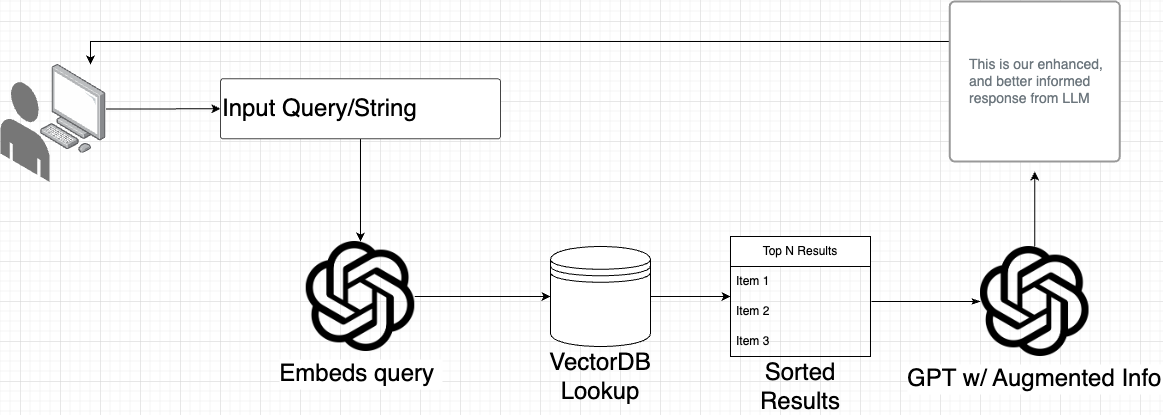 This is our enhanced,
and better informed
response from LLM
Input Query/String
Top N Results
Item 1
Item 2
Item 3
Embeds query
VectorDB
Lookup
Sorted
Results
GPT w/ Augmented Info